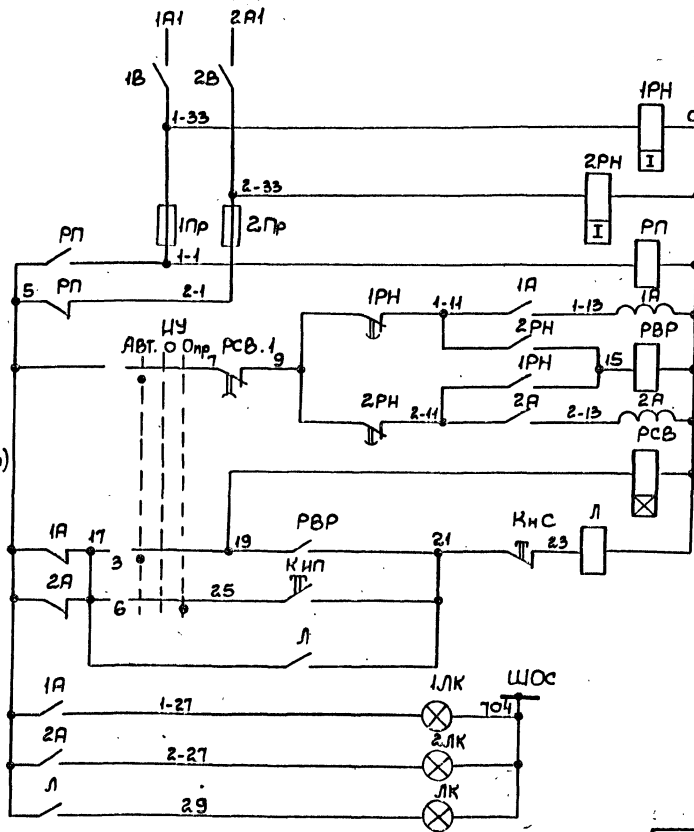 1А1 2А1
1В 2В
1РН
1-33
0
2РН
I
2-33
I
1Пр 2Пр
РП РП
1-1
5 РП 2-1
1РН 1-11 1А 1-13 1А
ЦУ 2РН РВР
Авт. О Опр.
7 РСВ.1 9
1РН 15
2РН 2-11 2А 2-13 2А
РСВ
)
1А 17 19 РВР 21 КнС 23 Л
3
КнП
2А 6 25
Л
1А 1-27 1ЛК ШОС
704
2А 2-27 2ЛК
Л 29 ЛК